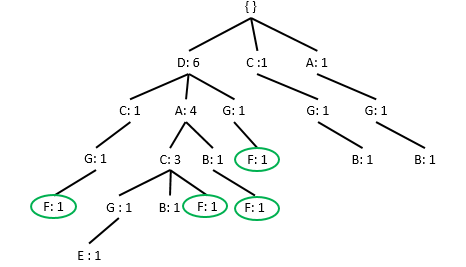 { }
D: 6 C :1 A: 1
C: 1 A: 4 G: 1 G: 1 G: 1
G: 1 C: 3 B: 1 F: 1 B: 1 B: 1
F: 1 G : 1 B: 1 F: 1 F: 1
E : 1